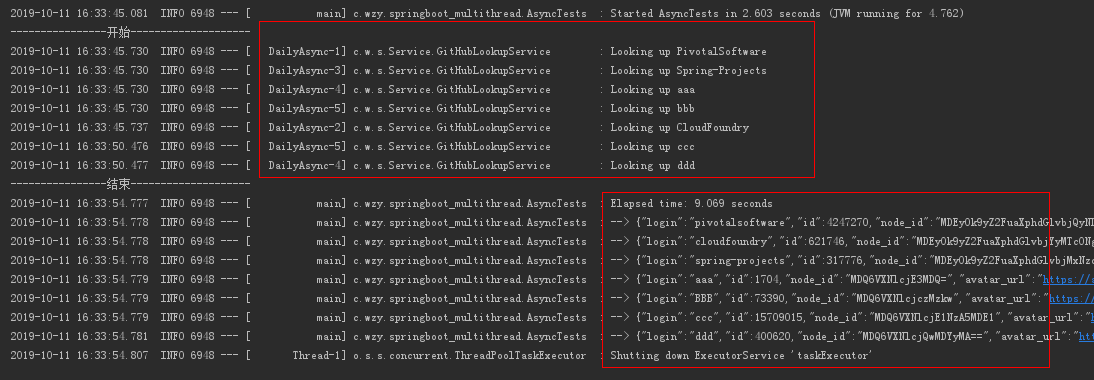 2019-10-11 16:33:45.081  INFO 6948 --- [           main] c.wzy.springboot_multithread.AsyncTests  : Started AsyncTests in 2.603 seconds (JVM running for 4.762)
----------------开始--------------------
2019-10-11 16:33:45.730  INFO 6948 --- [   DailyAsync-1] c.w.s.Service.GitHubLookupService        : Looking up PivotalSoftware
2019-10-11 16:33:45.730  INFO 6948 --- [   DailyAsync-3] c.w.s.Service.GitHubLookupService        : Looking up Spring-Projects
2019-10-11 16:33:45.730  INFO 6948 --- [   DailyAsync-4] c.w.s.Service.GitHubLookupService        : Looking up aaa
2019-10-11 16:33:45.730  INFO 6948 --- [   DailyAsync-5] c.w.s.Service.GitHubLookupService        : Looking up bbb
2019-10-11 16:33:45.737  INFO 6948 --- [   DailyAsync-2] c.w.s.Service.GitHubLookupService        : Looking up CloudFoundry
2019-10-11 16:33:50.476  INFO 6948 --- [   DailyAsync-5] c.w.s.Service.GitHubLookupService        : Looking up ccc
2019-10-11 16:33:50.477  INFO 6948 --- [   DailyAsync-4] c.w.s.Service.GitHubLookupService        : Looking up ddd
----------------结束--------------------
2019-10-11 16:33:54.777  INFO 6948 --- [           main] c.wzy.springboot_multithread.AsyncTests  : Elapsed time: 9.069 seconds
2019-10-11 16:33:54.778  INFO 6948 --- [           main] c.wzy.springboot_multithread.AsyncTests  : --> {"login":"pivotalsoftware","id":4247270,"node_id":"
2019-10-11 16:33:54.778  INFO 6948 --- [           main] c.wzy.springboot_multithread.AsyncTests  : --> {"login":"cloudfoundry","id":621746,"node_id":"
2019-10-11 16:33:54.778  INFO 6948 --- [           main] c.wzy.springboot_multithread.AsyncTests  : --> {"login":"spring-projects","id":317776,"node_id":"
2019-10-11 16:33:54.779  INFO 6948 --- [           main] c.wzy.springboot_multithread.AsyncTests  : --> {"login":"aaa","id":1704,"node_id":"MDQ6VXNlcjE3MDQ=","avatar_url":"https://
2019-10-11 16:33:54.779  INFO 6948 --- [           main] c.wzy.springboot_multithread.AsyncTests  : --> {"login":"BBB","id":73390,"node_id":"MDQ6VXNlcjczMzkw","avatar_url":"https://
2019-10-11 16:33:54.779  INFO 6948 --- [           main] c.wzy.springboot_multithread.AsyncTests  : --> {"login":"ccc","id":15709015,"node_id":"MDQ6VXNlcjE1NzA5MDE1","avatar_url":"
2019-10-11 16:33:54.781  INFO 6948 --- [           main] c.wzy.springboot_multithread.AsyncTests  : --> {"login":"ddd","id":400620,"node_id":"MDQ6VXNlcjQwMDYyMA==","avatar_url":"
2019-10-11 16:33:54.807  INFO 6948 --- [       Thread-1] o.s.s.concurrent.ThreadPoolTaskExecutor  : Shutting down ExecutorService 'taskExecutor'